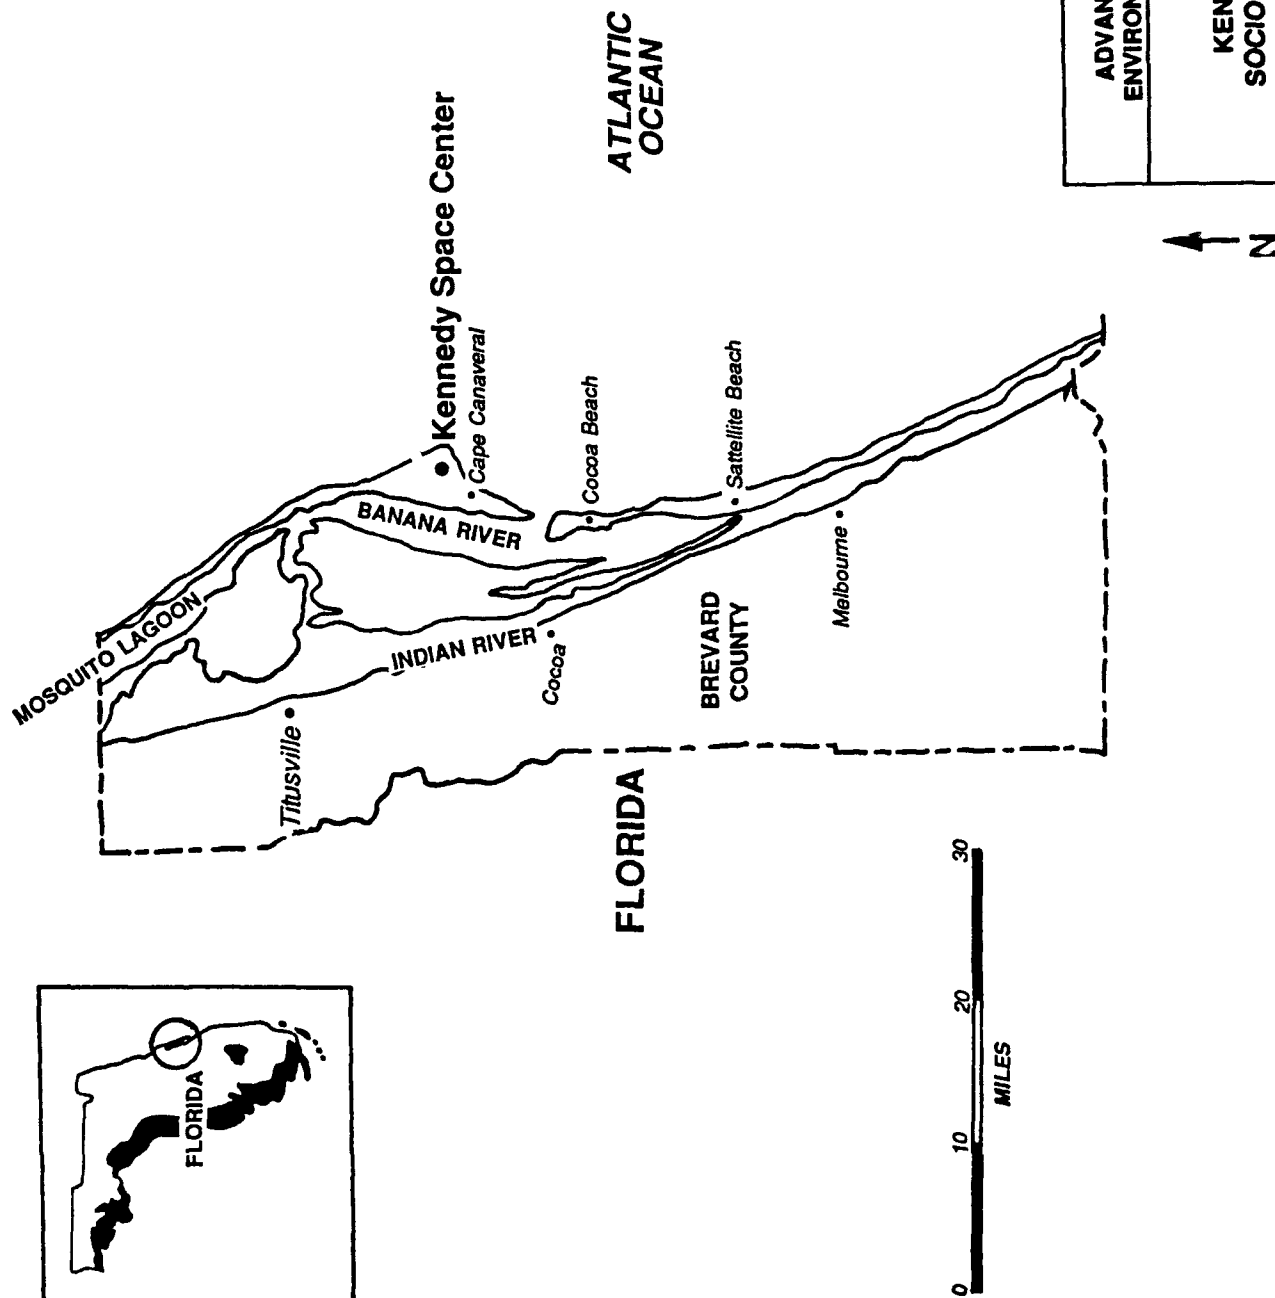 MOSQUITO LAGOON
Titusville
INDIAN RIVER
BANANA RIVER
Kennedy Space Center
Cape Canaveral
Cocoa
Cocoa Beach
ATLANTIC
OCEAN
BREVARD
COUNTY
Sattellite Beach
Melbourne
FLORIDA
FLORIDA
0 10 20 30
MILES
N
ADVAN
ENVIRON
KEN
SOCIO